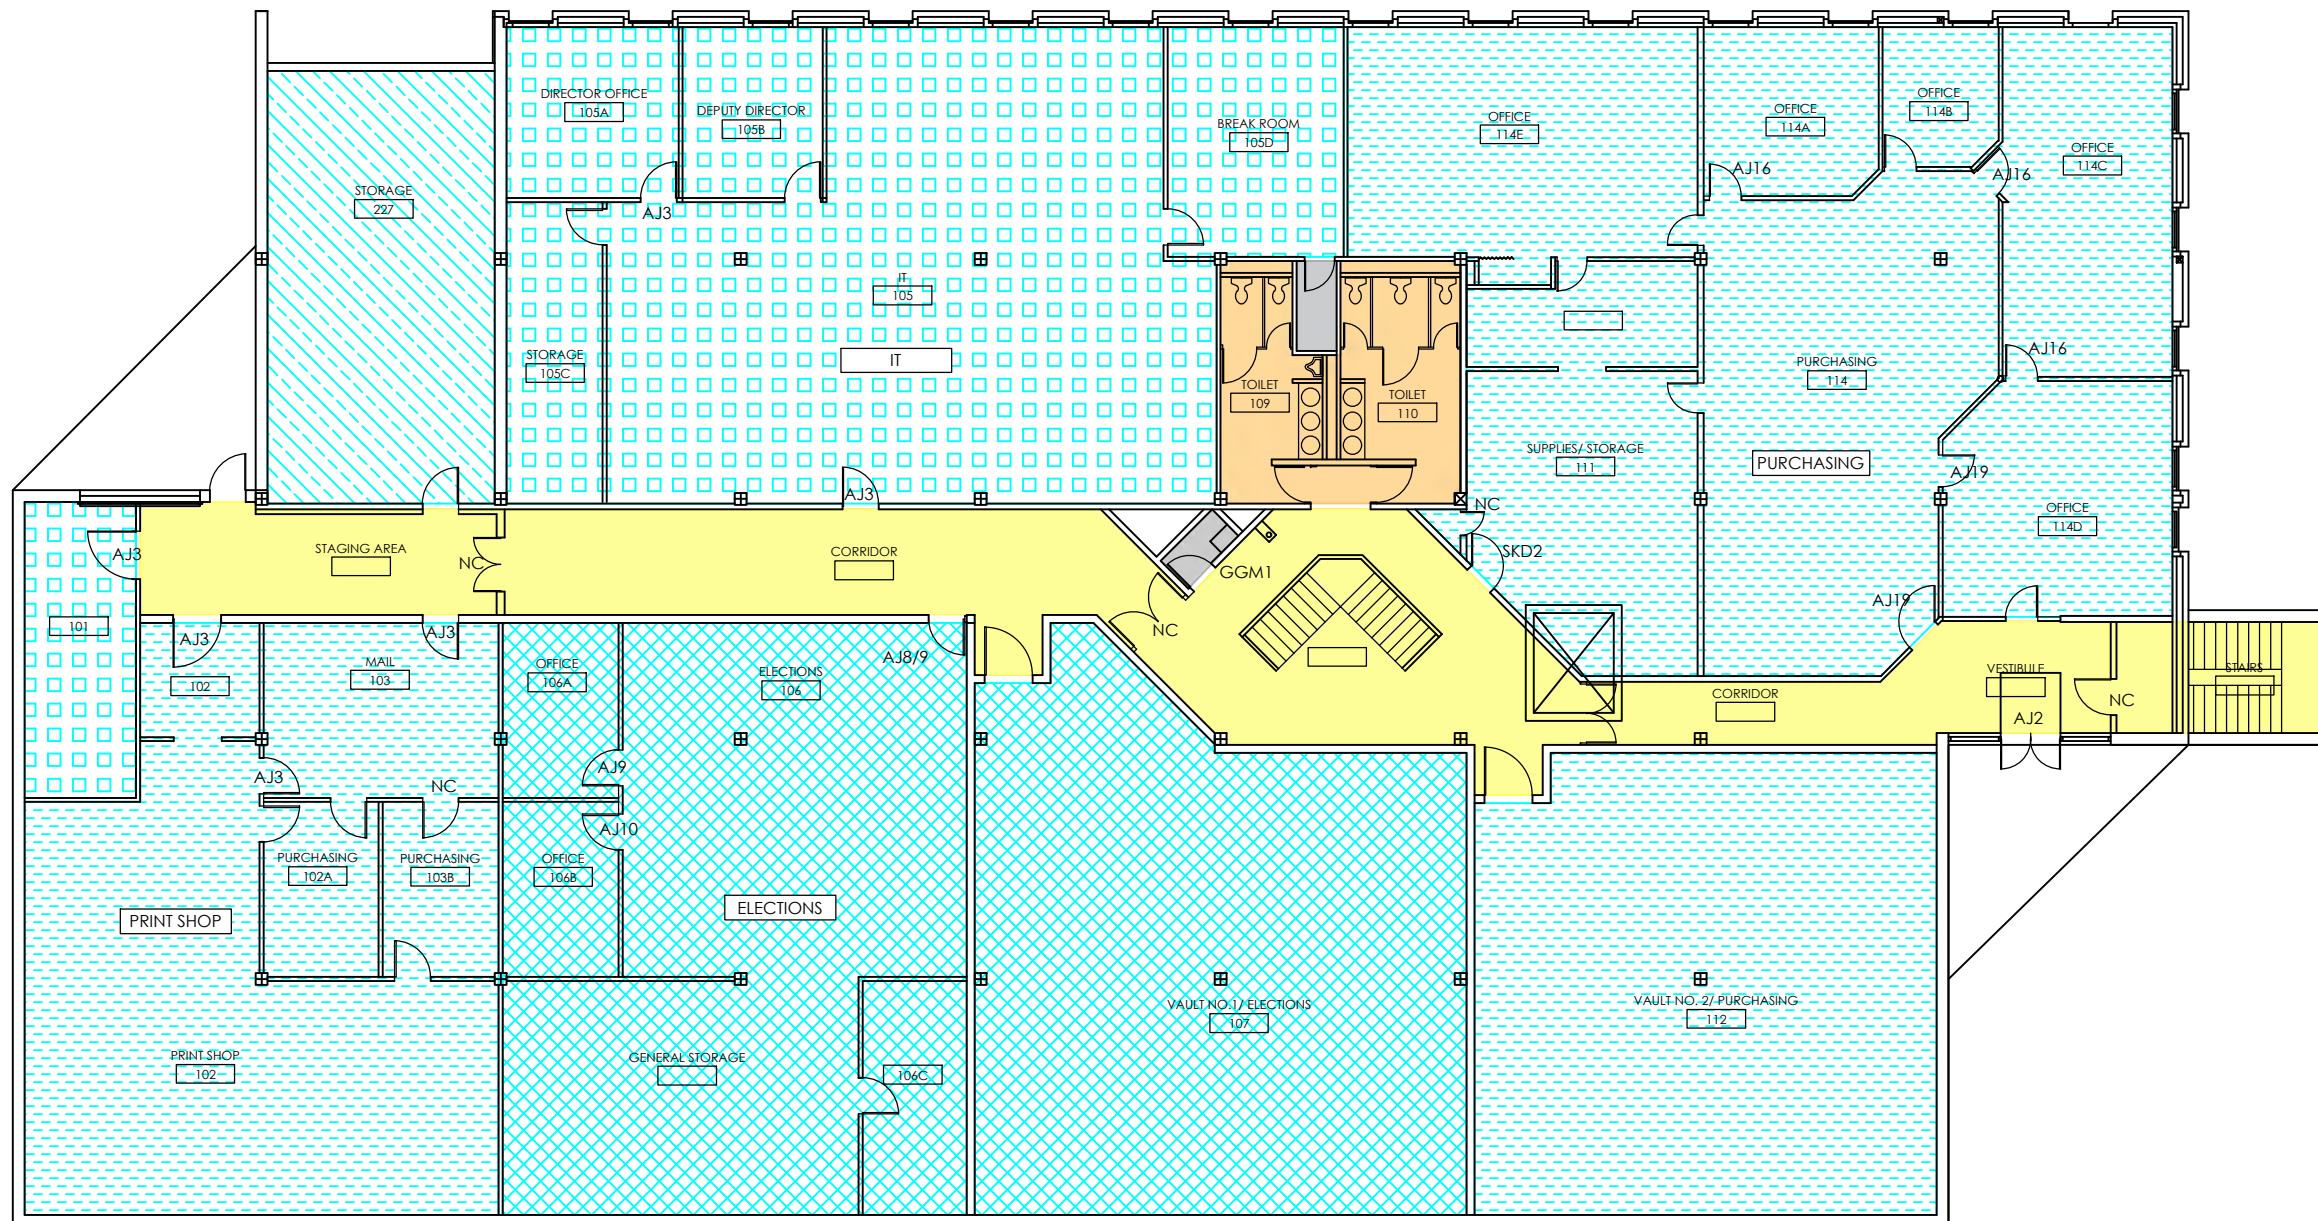 DIRECTOR OFFICE
105A
DEPUTY DIRECTOR
105B
BREAK ROOM
105D
OFFICE
114E
OFFICE
114A
OFFICE
114B
OFFICE
114C
STORAGE
227
AJ3
AJ16
AJ16
IT
105
IT
STORAGE
105C
TOILET
109
TOILET
110
AJ16
PURCHASING
114
PURCHASING
SUPPLIES/ STORAGE
111
AJ19
AJ3
NC
OFFICE
114D
AJ3
STAGING AREA
NC
CORRIDOR
GGM1
SKD2
AJ19
101
AJ3
AJ3
NC
102
MAIL
103
OFFICE
106A
ELECTIONS
106
AJ8/9
CORRIDOR
VESTIBULE
STAIRS
NC
AJ2
AJ3
NC
AJ9
AJ10
PURCHASING
102A
PURCHASING
103B
OFFICE
106B
PRINT SHOP
ELECTIONS
VAULT NO.1/ ELECTIONS
107
VAULT NO. 2/ PURCHASING
112
PRINT SHOP
102
GENERAL STORAGE
106C